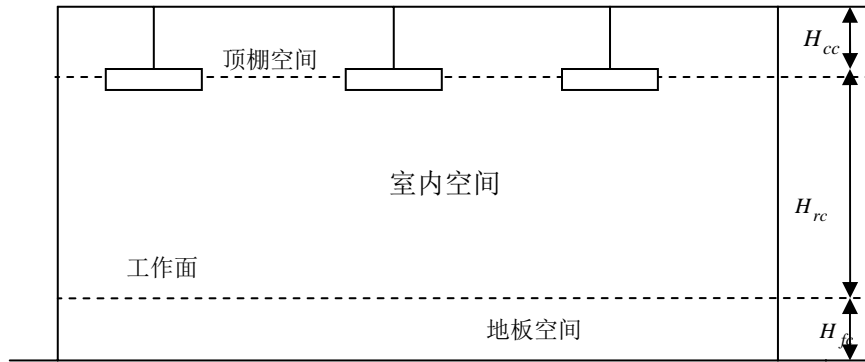 H_cc
顶棚空间
室内空间
H_rc
工作面
地板空间
H_fc